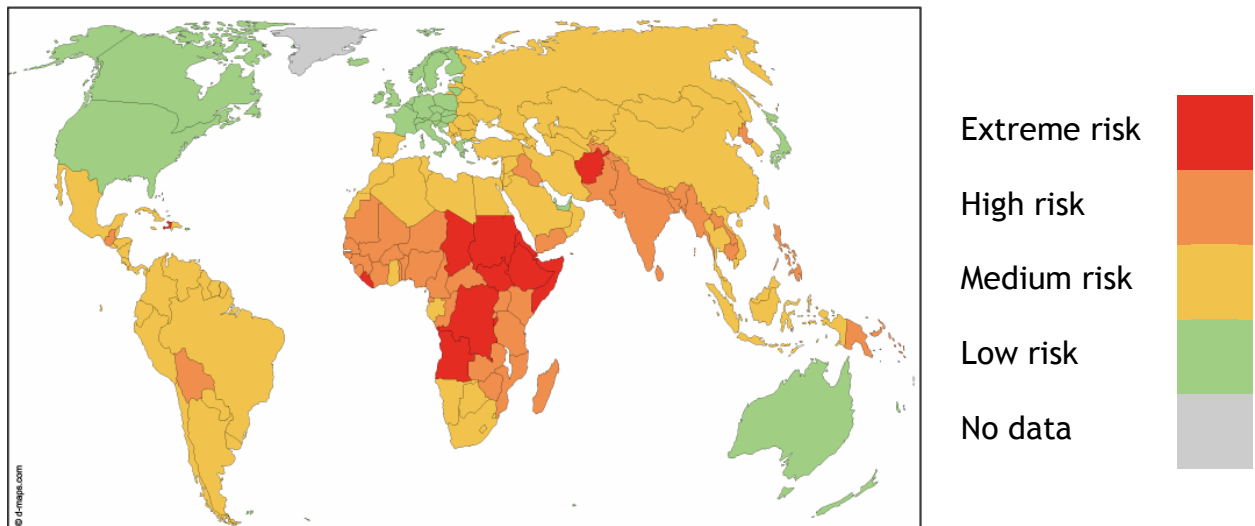 Extreme risk
High risk
Medium risk
Low risk
No data
© d-maps.com